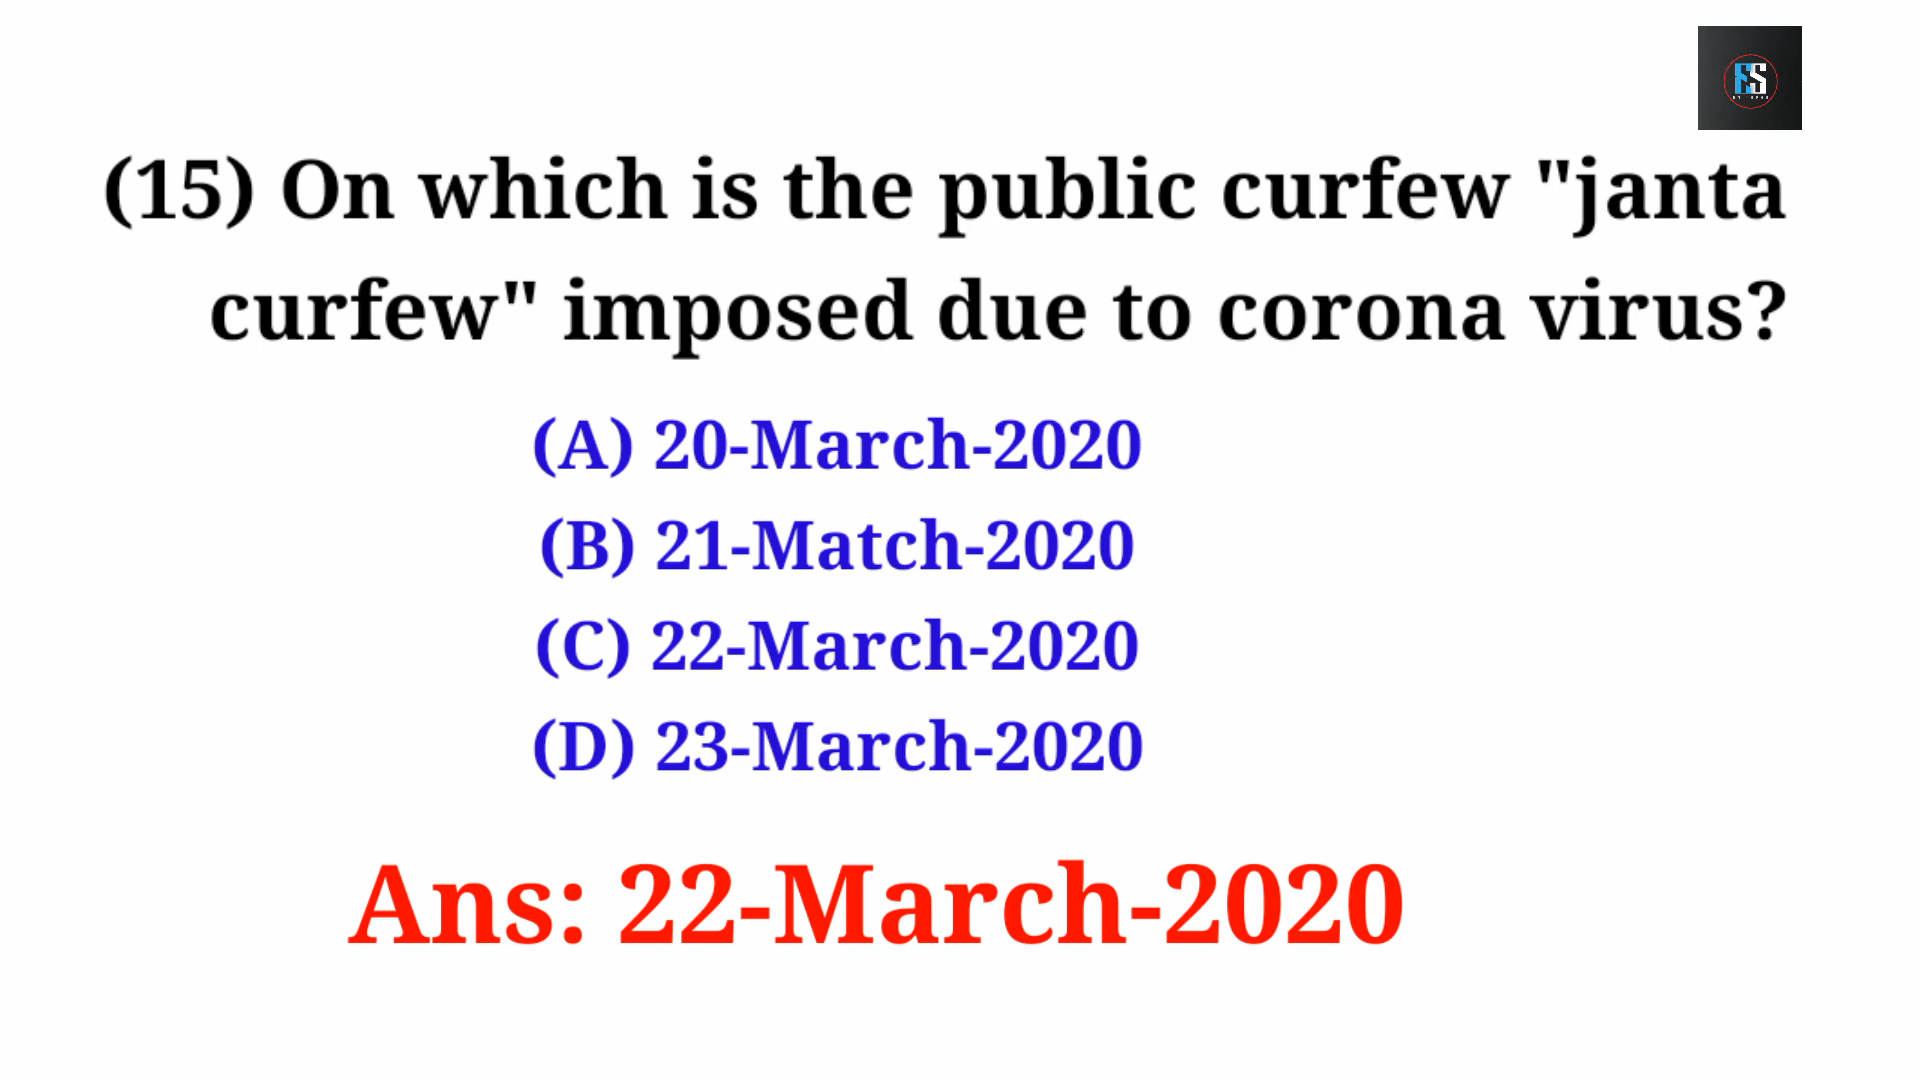 ES
(15) On which is the public curfew "janta
curfew" imposed due to corona virus?
(A) 20-March-2020
(B) 21-Match-2020
(C) 22-March-2020
(D) 23-March-2020
Ans: 22-March-2020